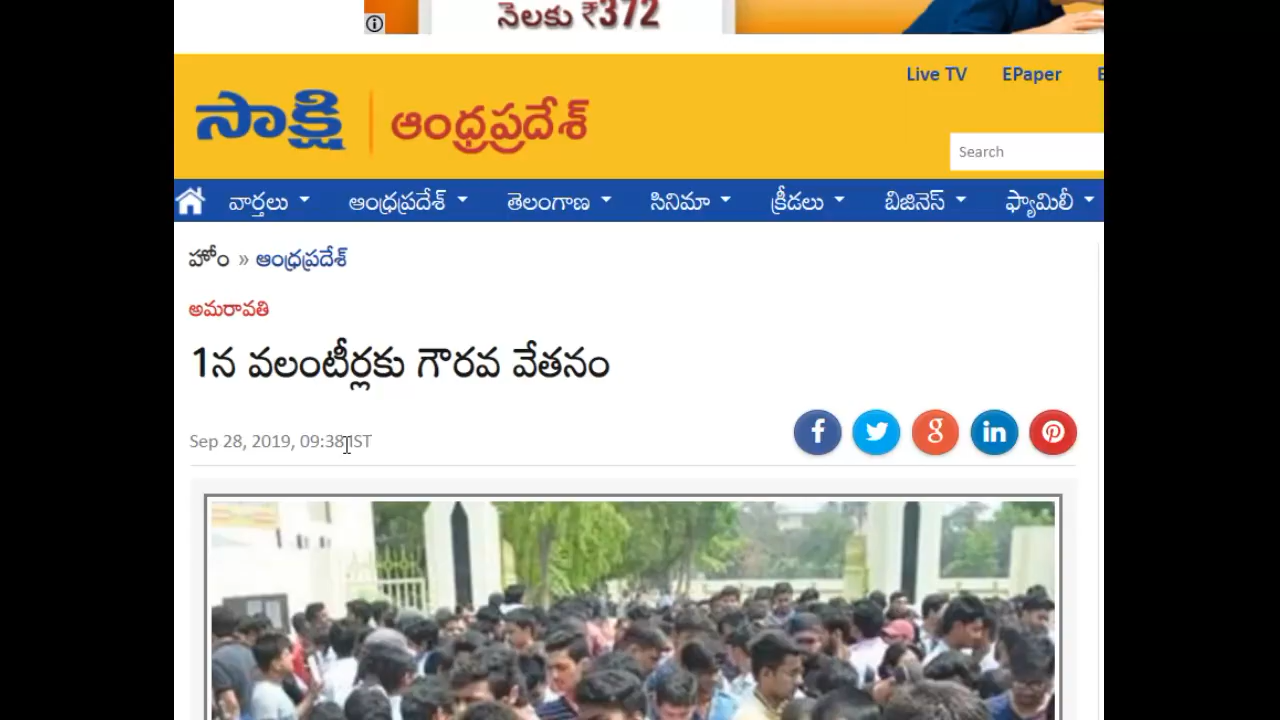 నెలకు ₹372
Live TV EPaper
సాక్షి ఆంధ్రప్రదేశ్
Search
వార్తలు ఆంధ్రప్రదేశ్ తెలంగాణ సినిమా క్రీడలు బిజినెస్ ఫ్యామిలీ
హోం » ఆంధ్రప్రదేశ్
అమరావతి
1న వలంటీర్లకు గౌరవ వేతనం
Sep 28, 2019, 09:38 IST